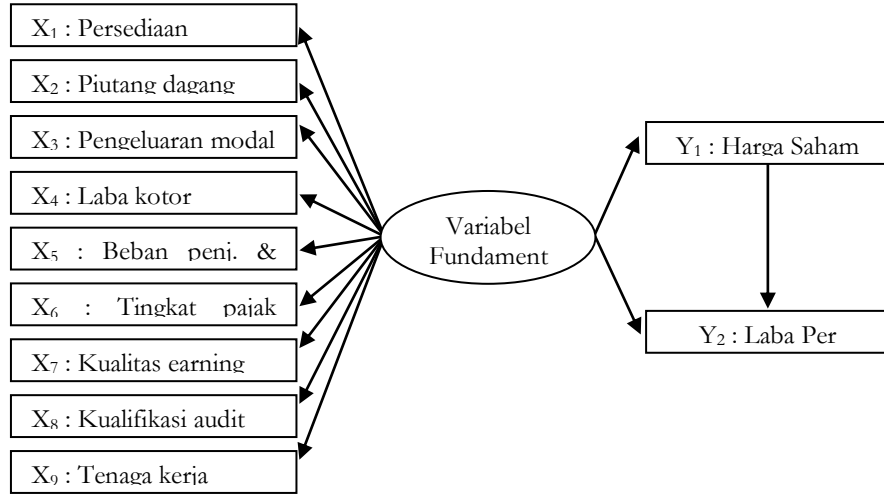 X₁ : Persediaan
X₂ : Piutang dagang
X₃ : Pengeluaran modal
X₄ : Laba kotor
X₅ : Beban penj. &
X₆ : Tingkat pajak
X₇ : Kualitas earning
X₈ : Kualifikasi audit
X₉ : Tenaga kerja
Variabel
Fundament
Y₁ : Harga Saham
Y₂ : Laba Per